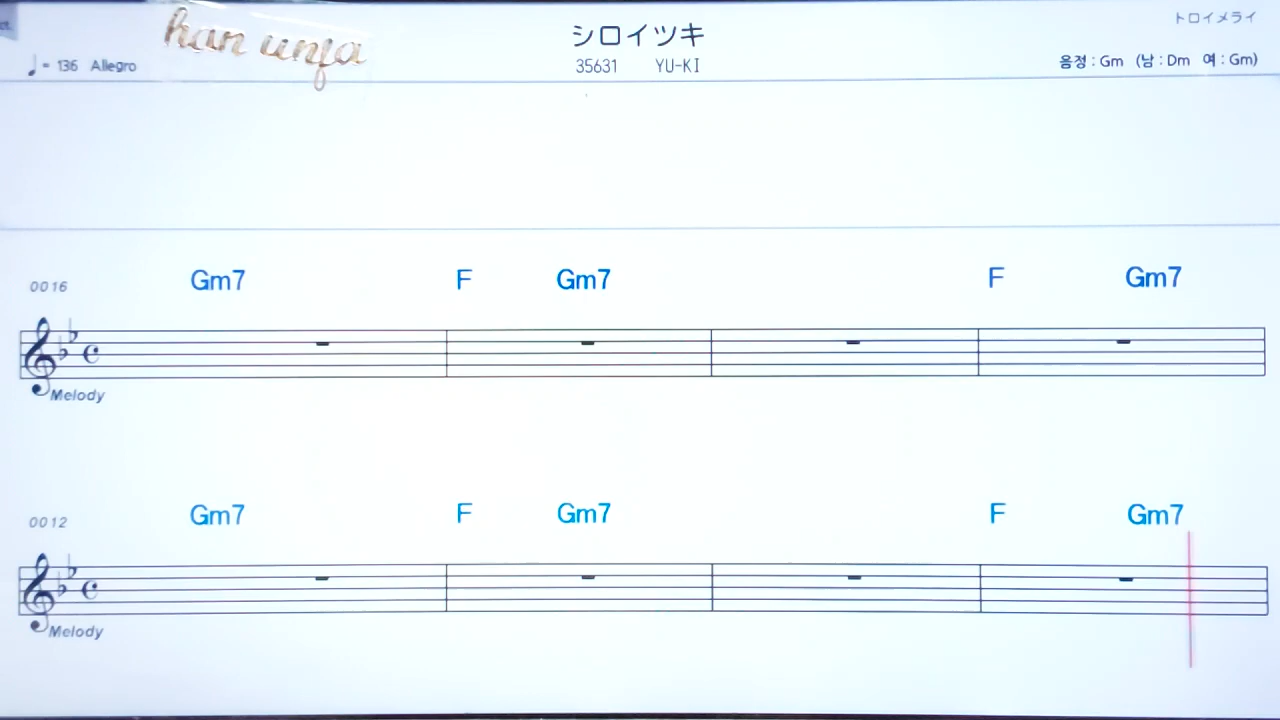 han unfa
シロイツキ
トロイメライ
♩= 136 Allegro
35631 YU-KI
음정 : Gm (남 : Dm 여 : Gm)
Gm7 F Gm7 F Gm7
0016
Melody
Gm7 F Gm7 F Gm7
0012
Melody